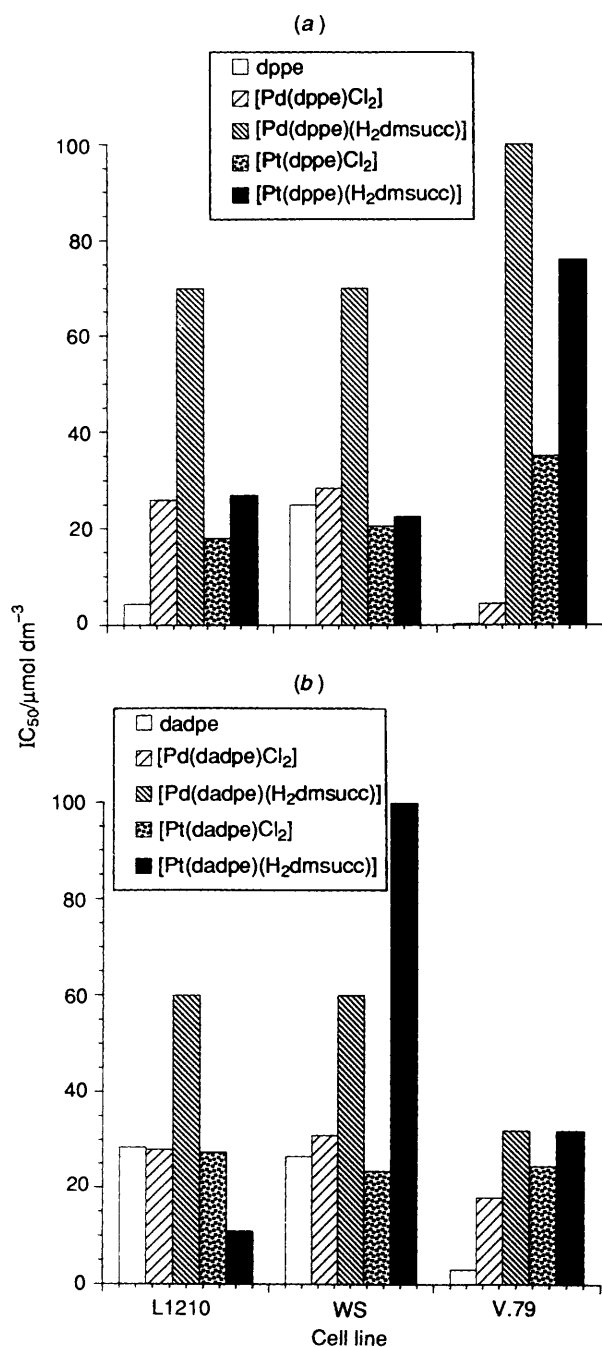 (a)
dppe
[Pd(dppe)Cl₂]
[Pd(dppe)(H₂dmsucc)]
[Pt(dppe)Cl₂]
[Pt(dppe)(H₂dmsucc)]
100
80
60
40
20
0
IC₅₀/μmol dm⁻³
(b)
dadpe
[Pd(dadpe)Cl₂]
[Pd(dadpe)(H₂dmsucc)]
[Pt(dadpe)Cl₂]
[Pt(dadpe)(H₂dmsucc)]
100
80
60
40
20
0
L1210 WS V.79
Cell line